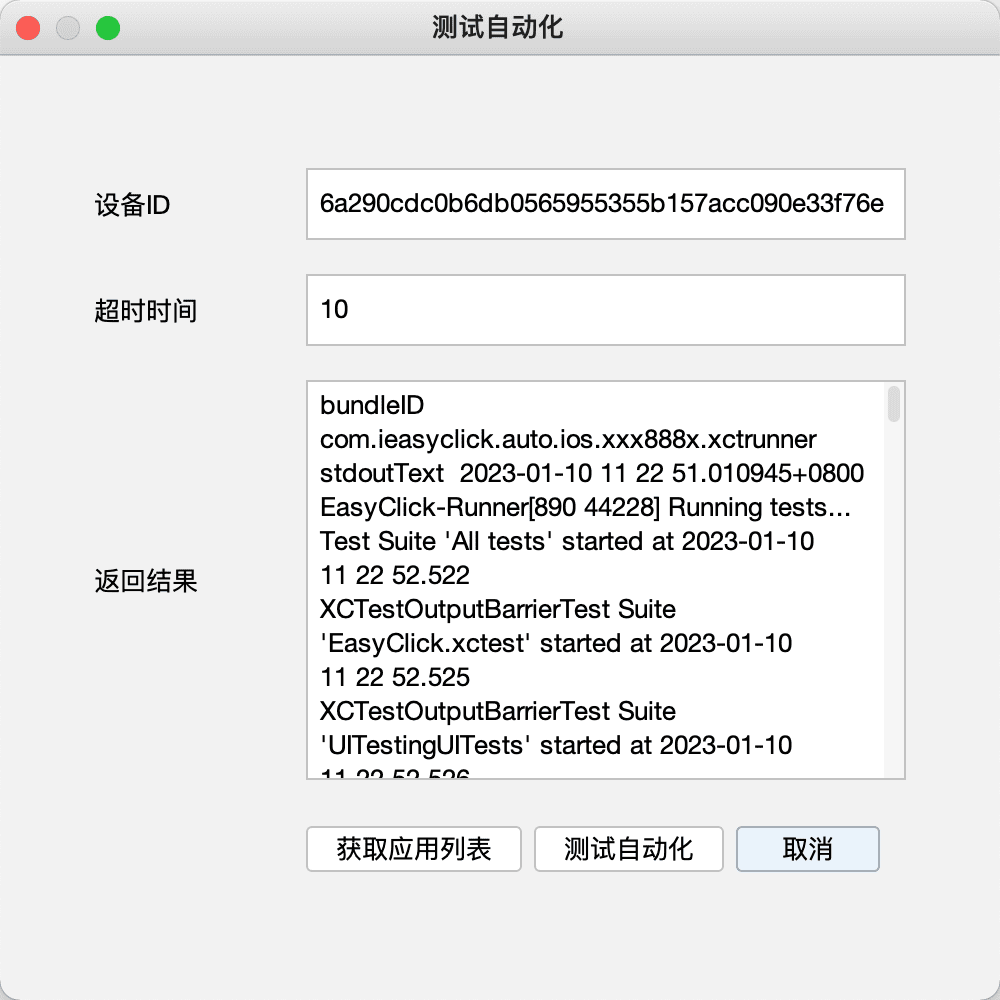 测试自动化
设备ID
6a290cdc0b6db0565955355b157acc090e33f76e
超时时间
10
返回结果
bundleID
com.ieasyclick.auto.ios.xxx888x.xctrunner
stdoutText  2023-01-10 11 22 51.010945+0800
EasyClick-Runner[890 44228] Running tests...
Test Suite 'All tests' started at 2023-01-10
11 22 52.522
XCTestOutputBarrierTest Suite
'EasyClick.xctest' started at 2023-01-10
11 22 52.525
XCTestOutputBarrierTest Suite
'UITestingUITests' started at 2023-01-10
11 22 52.526
获取应用列表
测试自动化
取消